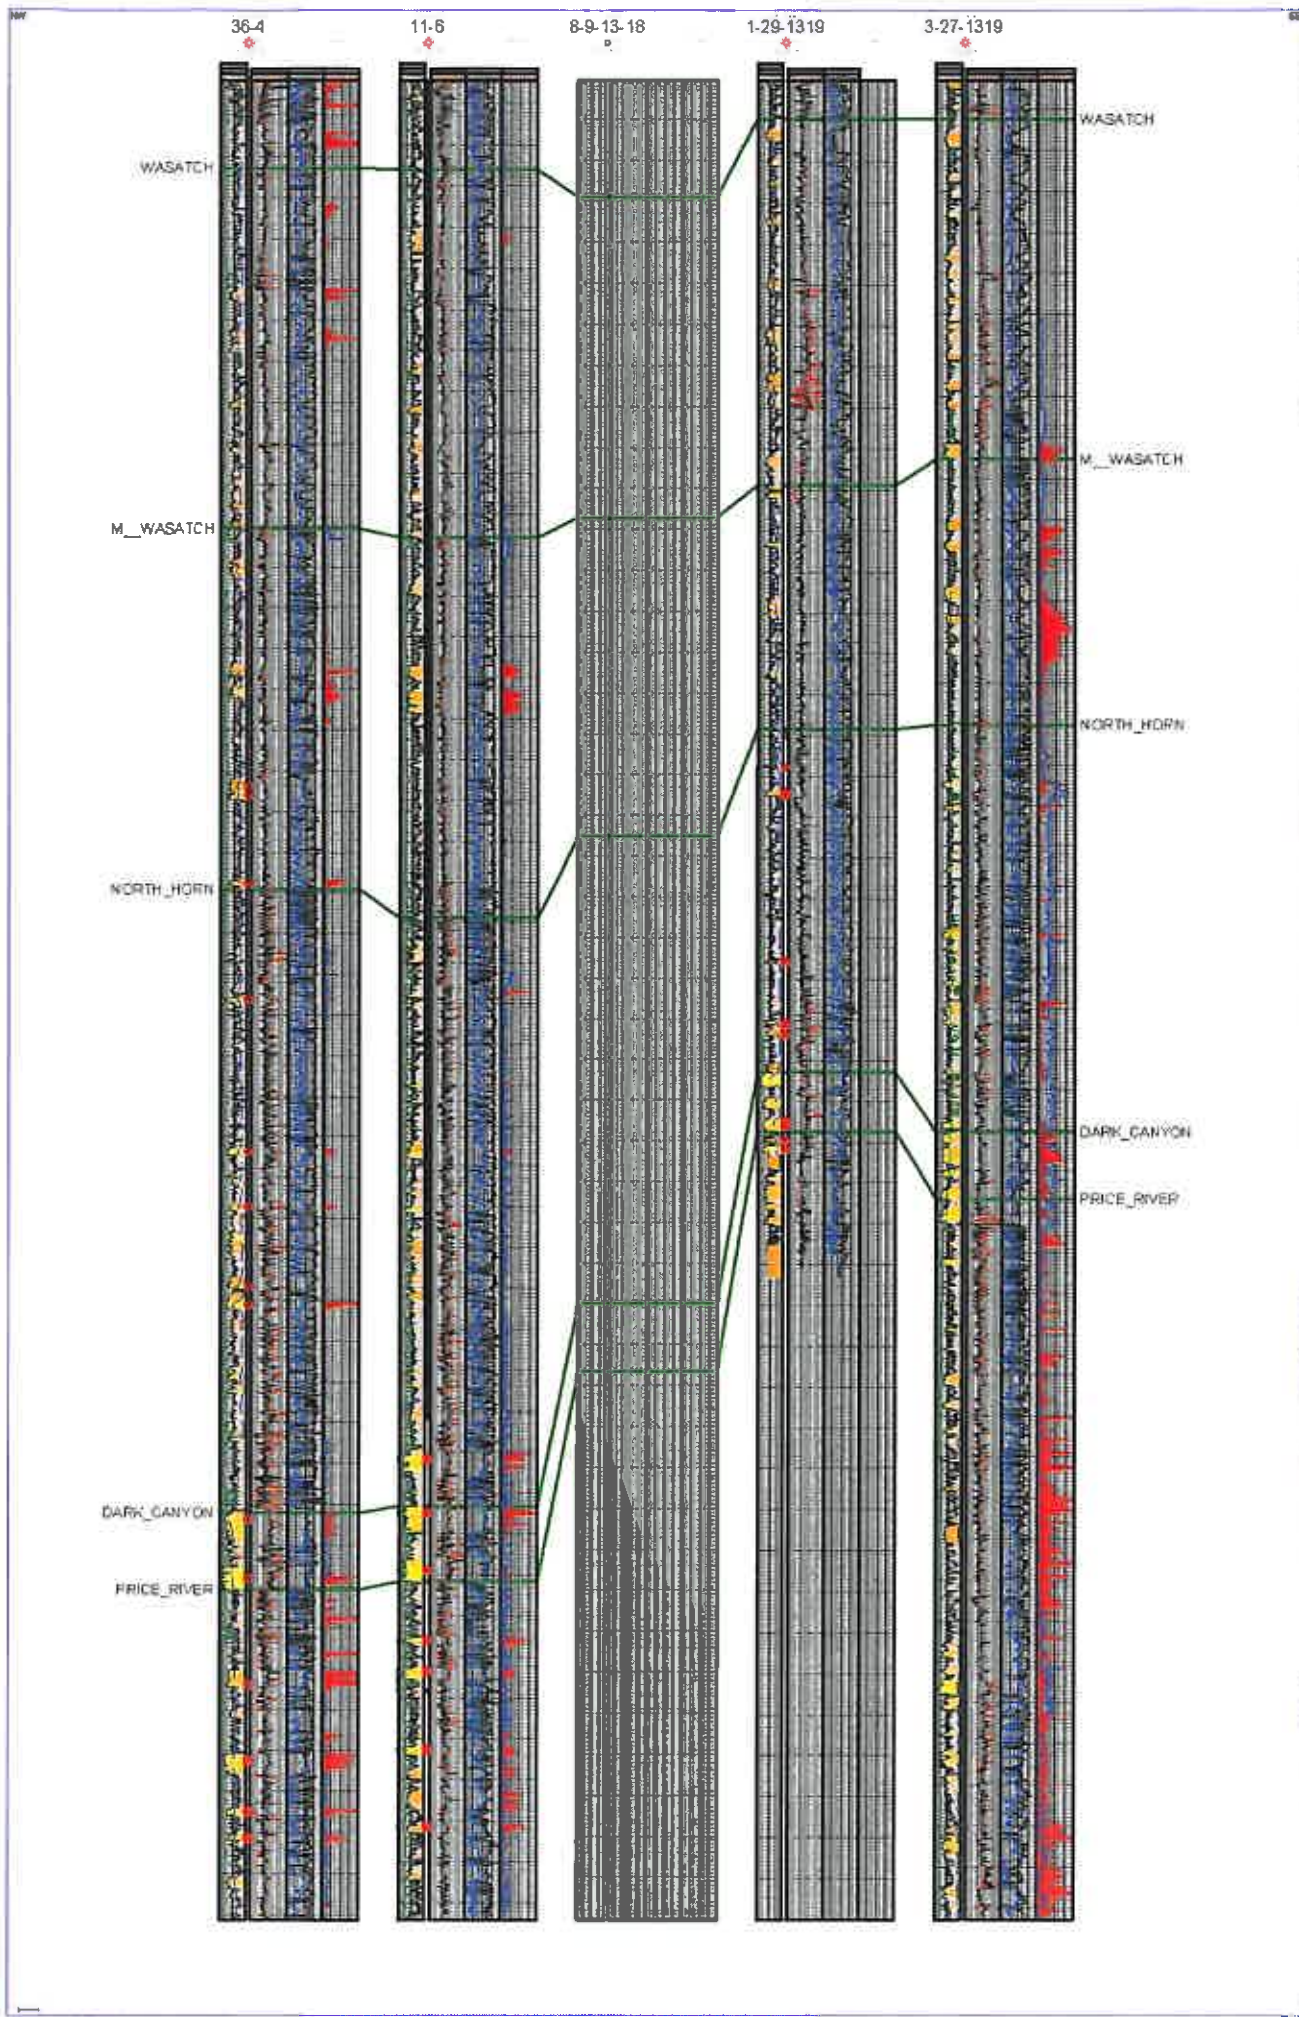 NW
36-4 11-6 8-9-13-18 1-29-1319 3-27-1319
WASATCH
WASATCH
M__WASATCH
M__WASATCH
NORTH_HORN
NORTH_HORN
DARK_CANYON
PRICE_RIVER
DARK_CANYON
PRICE_RIVER